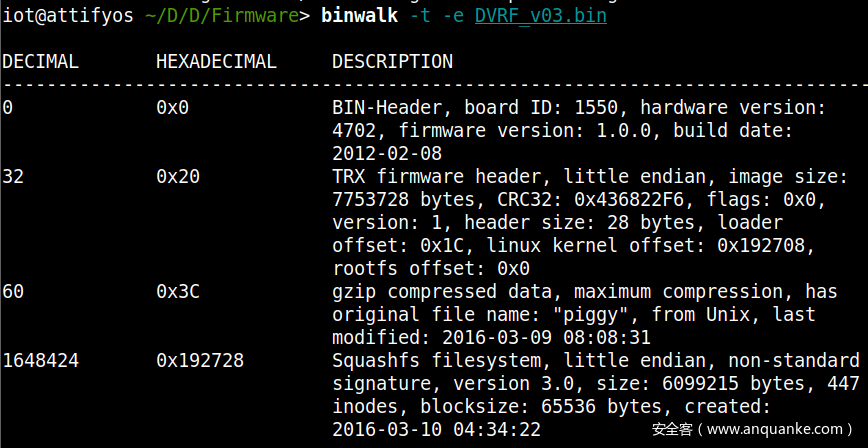 iot@attifyos ~/D/D/Firmware> binwalk -t -e DVRF_v03.bin
DECIMAL HEXADECIMAL DESCRIPTION
--------------------------------------------------------------------------------
0 0x0 BIN-Header, board ID: 1550, hardware version:
4702, firmware version: 1.0.0, build date:
2012-02-08
32 0x20 TRX firmware header, little endian, image size:
7753728 bytes, CRC32: 0x436822F6, flags: 0x0,
version: 1, header size: 28 bytes, loader
offset: 0x1C, linux kernel offset: 0x192708,
rootfs offset: 0x0
60 0x3C gzip compressed data, maximum compression, has
original file name: "piggy", from Unix, last
modified: 2016-03-09 08:08:31
1648424 0x192728 Squashfs filesystem, little endian, non-standard
signature, version 3.0, size: 6099215 bytes, 447
inodes, blocksize: 65536 bytes, created:
2016-03-10 04:34:22
安全客（www.anquanke.com）